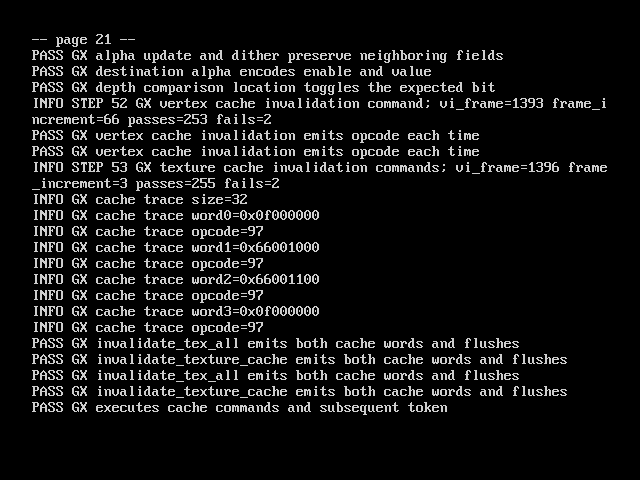 -- page 21 --
PASS GX alpha update and dither preserve neighboring fields
PASS GX destination alpha encodes enable and value
PASS GX depth comparison location toggles the expected bit
INFO STEP 52 GX vertex cache invalidation command; vi_frame=1393 frame_i
ncrement=66 passes=253 fails=2
PASS GX vertex cache invalidation emits opcode each time
PASS GX vertex cache invalidation emits opcode each time
INFO STEP 53 GX texture cache invalidation commands; vi_frame=1396 frame
_increment=3 passes=255 fails=2
INFO GX cache trace size=32
INFO GX cache trace word0=0x0f000000
INFO GX cache trace opcode=97
INFO GX cache trace word1=0x66001000
INFO GX cache trace opcode=97
INFO GX cache trace word2=0x66001100
INFO GX cache trace opcode=97
INFO GX cache trace word3=0x0f000000
INFO GX cache trace opcode=97
PASS GX invalidate_tex_all emits both cache words and flushes
PASS GX invalidate_texture_cache emits both cache words and flushes
PASS GX invalidate_tex_all emits both cache words and flushes
PASS GX invalidate_texture_cache emits both cache words and flushes
PASS GX executes cache commands and subsequent token